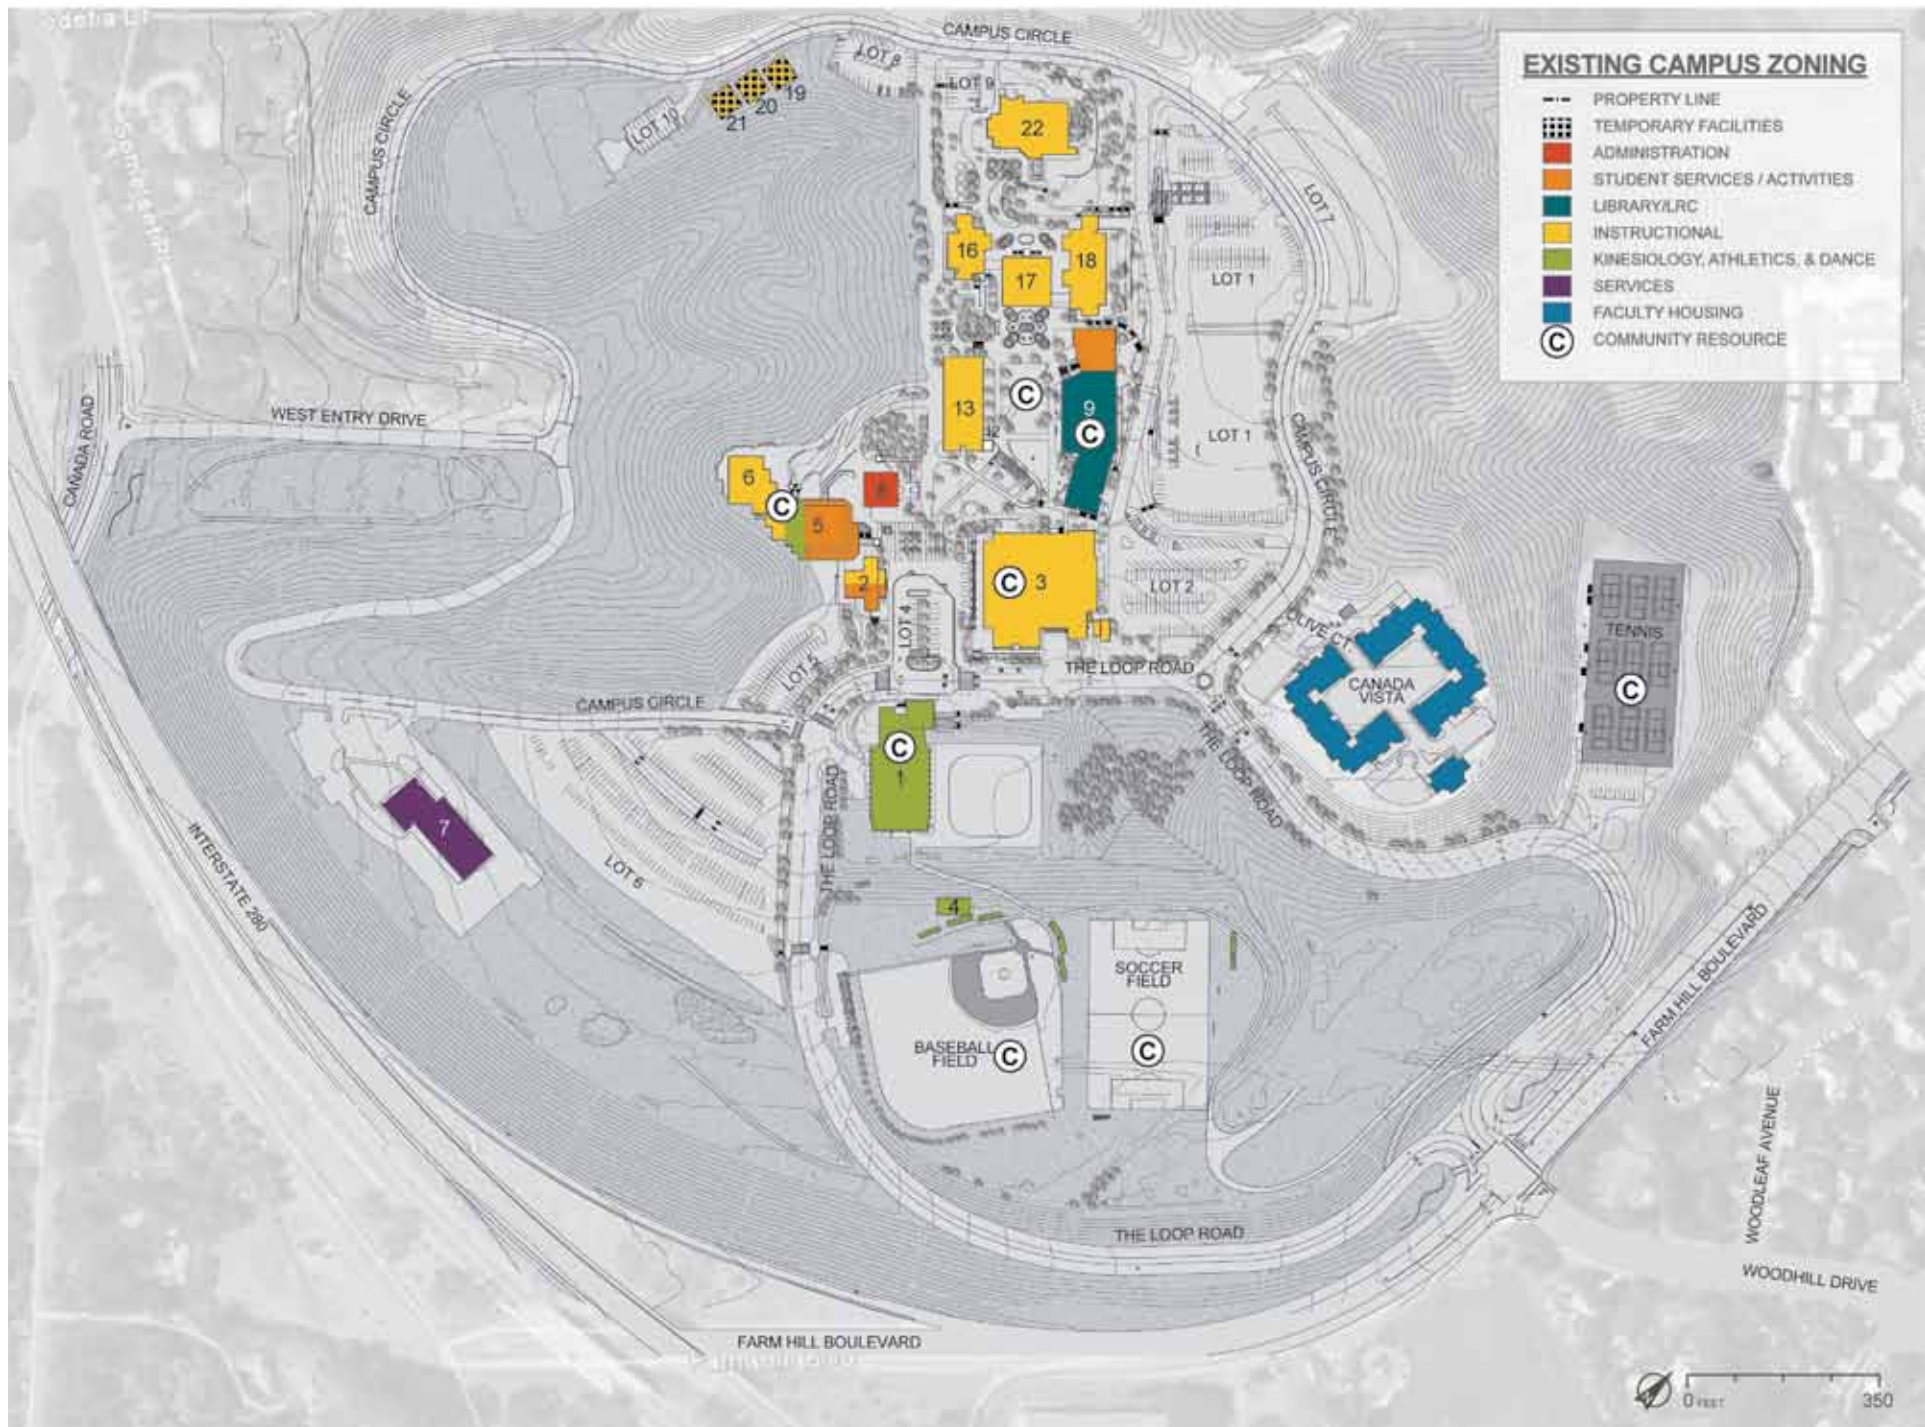 CAMPUS CIRCLE
LOT 8
LOT 9
19
20
21
LOT 10
22
CAMPUS CIRCLE
LOT 7
EXISTING CAMPUS ZONING
PROPERTY LINE
TEMPORARY FACILITIES
ADMINISTRATION
STUDENT SERVICES / ACTIVITIES
LIBRARY/LRC
INSTRUCTIONAL
KINESIOLOGY, ATHLETICS, & DANCE
SERVICES
FACULTY HOUSING
C COMMUNITY RESOURCE
16
17
18
LOT 1
C
13
9
C
LOT 1
CAMPUS CIRCLE
WEST ENTRY DRIVE
CANADA ROAD
6
C
5
2
C 3
LOT 2
LOT 4
LOT 5
THE LOOP ROAD
OLIVE CT.
CANADA
VISTA
TENNIS
C
CAMPUS CIRCLE
C
1
THE LOOP ROAD
THE LOOP ROAD
7
LOT 6
INTERSTATE 280
4
SOCCER
FIELD
C
BASEBALL
FIELD
C
FARM HILL BOULEVARD
WOODLEAF AVENUE
WOODHILL DRIVE
THE LOOP ROAD
FARM HILL BOULEVARD
0 FEET 350